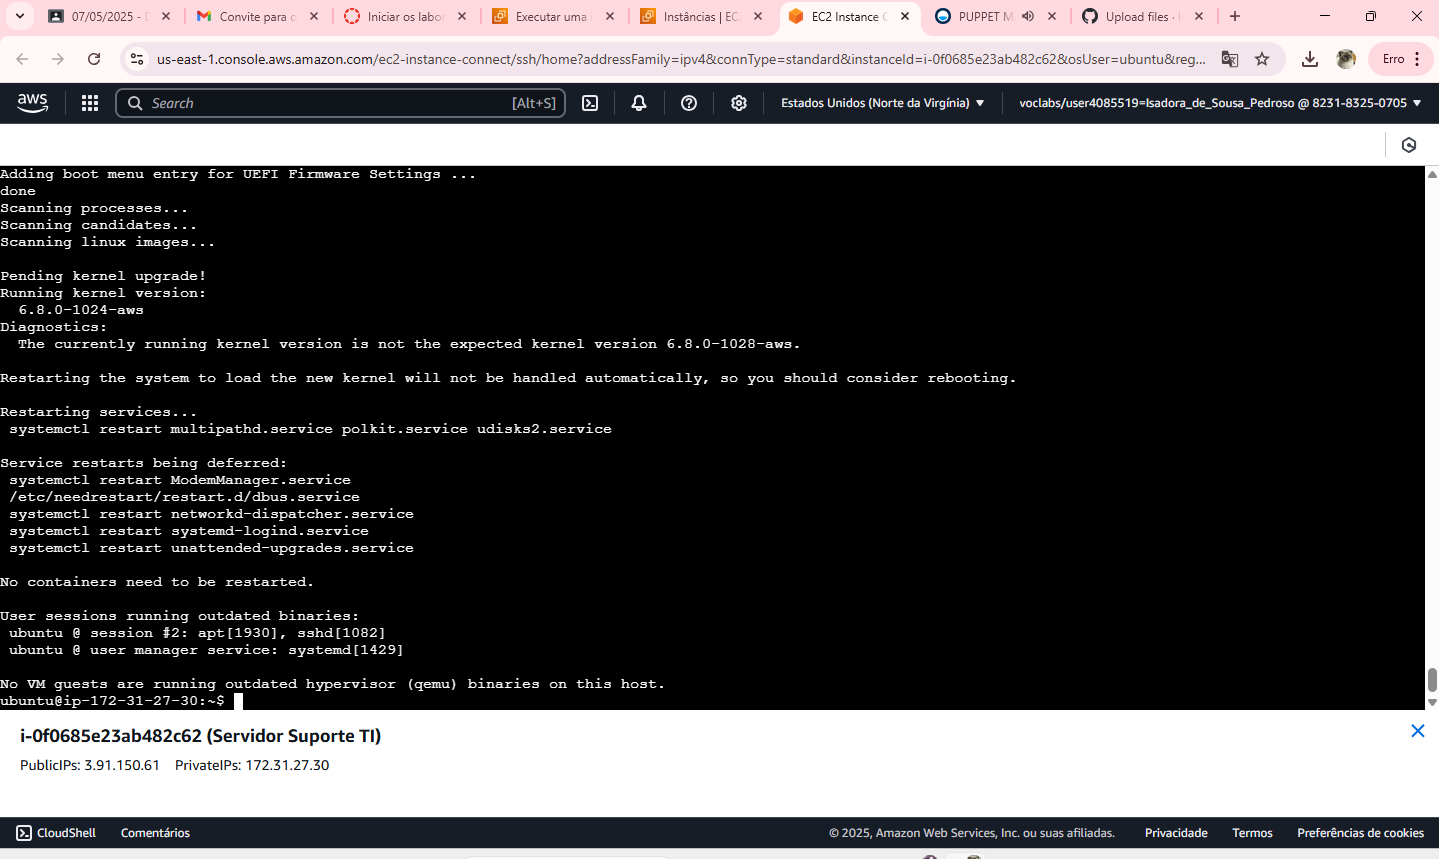 07/05/2025 - D
Convite para o
Iniciar os labor
Executar uma i
Instâncias | EC
EC2 Instance C
PUPPET M
Upload files ·
us-east-1.console.aws.amazon.com/ec2-instance-connect/ssh/home?addressFamily=ipv4&connType=standard&instanceId=i-0f0685e23ab482c62&osUser=ubuntu&reg...
Erro
aws
Search
[Alt+S]
Estados Unidos (Norte da Virgínia)
voclabs/user4085519=Isadora_de_Sousa_Pedroso @ 8231-8325-0705
Adding boot menu entry for UEFI Firmware Settings ...
done
Scanning processes...
Scanning candidates...
Scanning linux images...
Pending kernel upgrade!
Running kernel version:
6.8.0-1024-aws
Diagnostics:
The currently running kernel version is not the expected kernel version 6.8.0-1028-aws.
Restarting the system to load the new kernel will not be handled automatically, so you should consider rebooting.
Restarting services...
systemctl restart multipathd.service polkit.service udisks2.service
Service restarts being deferred:
systemctl restart ModemManager.service
/etc/needrestart/restart.d/dbus.service
systemctl restart networkd-dispatcher.service
systemctl restart systemd-logind.service
systemctl restart unattended-upgrades.service
No containers need to be restarted.
User sessions running outdated binaries:
ubuntu @ session #2: apt[1930], sshd[1082]
ubuntu @ user manager service: systemd[1429]
No VM guests are running outdated hypervisor (qemu) binaries on this host.
ubuntu@ip-172-31-27-30:~$
i-0f0685e23ab482c62 (Servidor Suporte TI)
PublicIPs: 3.91.150.61 PrivateIPs: 172.31.27.30
CloudShell
Comentários
© 2025, Amazon Web Services, Inc. ou suas afiliadas.
Privacidade
Termos
Preferências de cookies